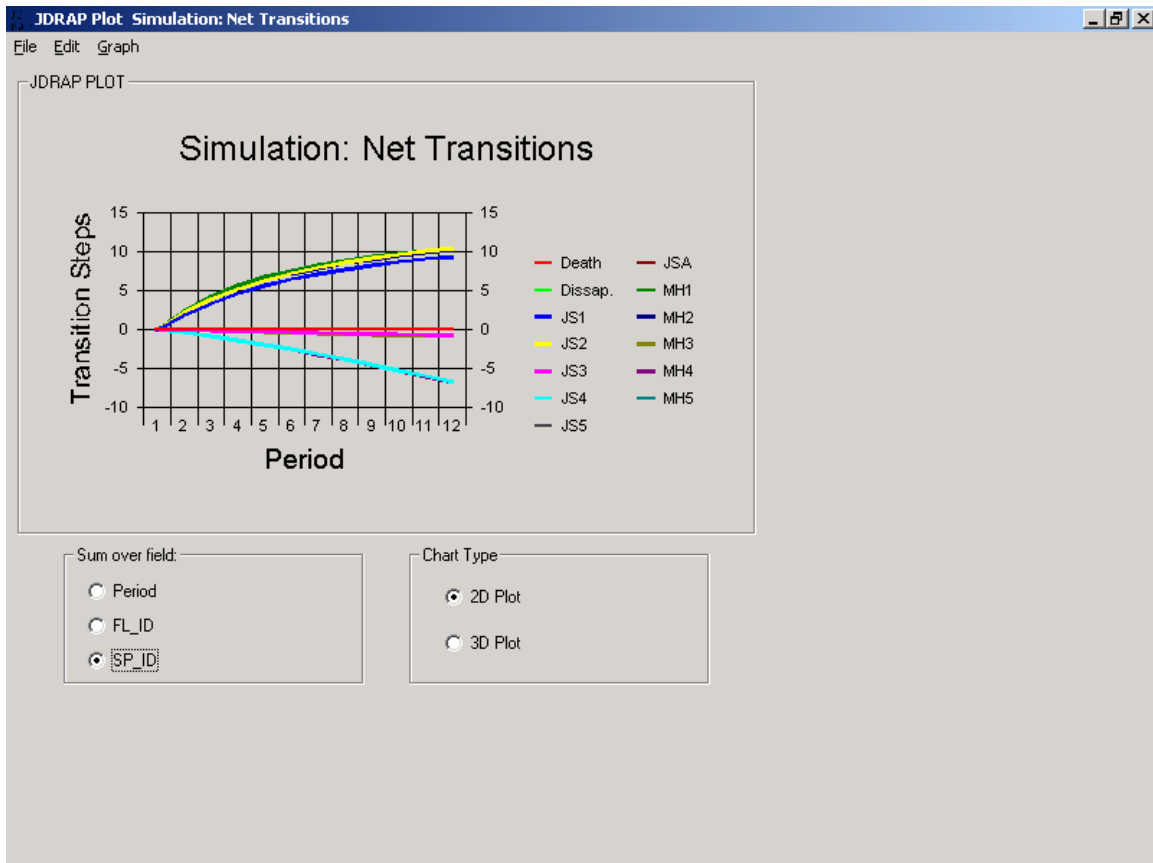 JDRAP Plot Simulation: Net Transitions
File Edit Graph
JDRAP PLOT
Simulation: Net Transitions
Transition Steps
15
10
5
0
-5
-10
15
10
5
0
-5
-10
1 2 3 4 5 6 7 8 9 10 11 12
Period
Death
Dissap.
JS1
JS2
JS3
JS4
JS5
JSA
MH1
MH2
MH3
MH4
MH5
Sum over field:
Period
FL_ID
SP_ID
Chart Type
2D Plot
3D Plot